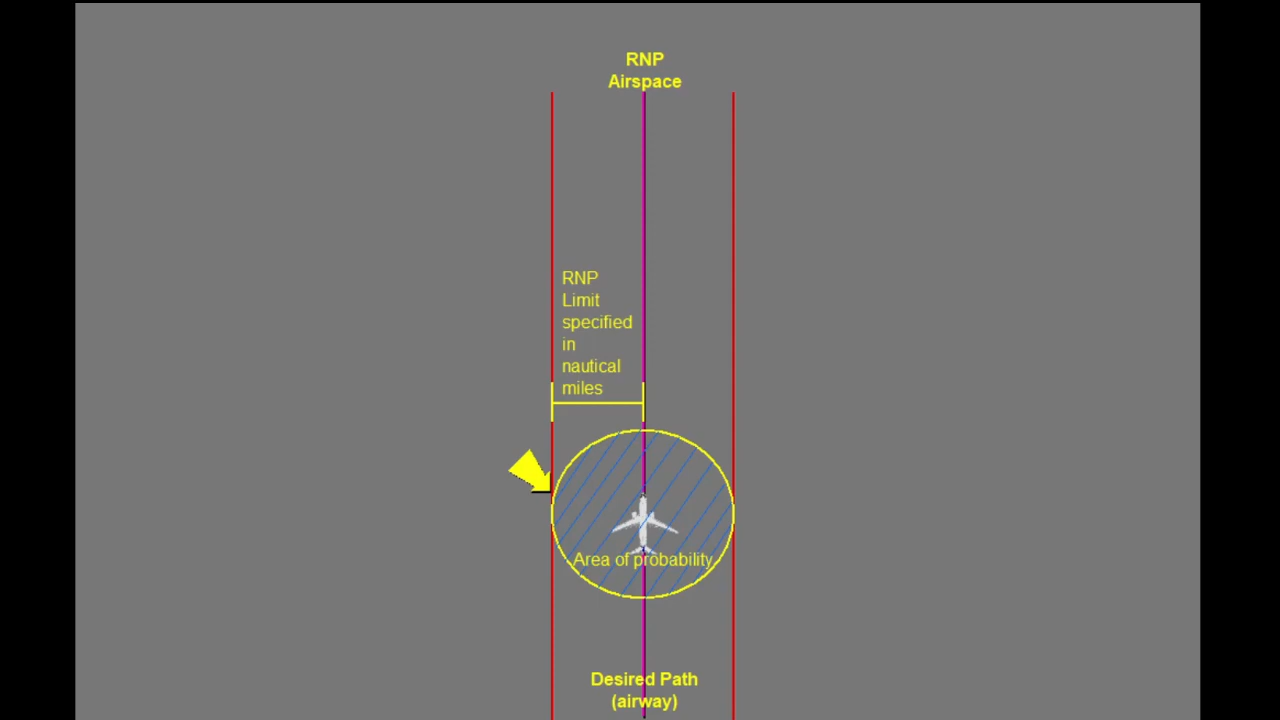 RNP
Airspace
RNP
Limit
specified
in
nautical
miles
Area of probability
Desired Path
(airway)